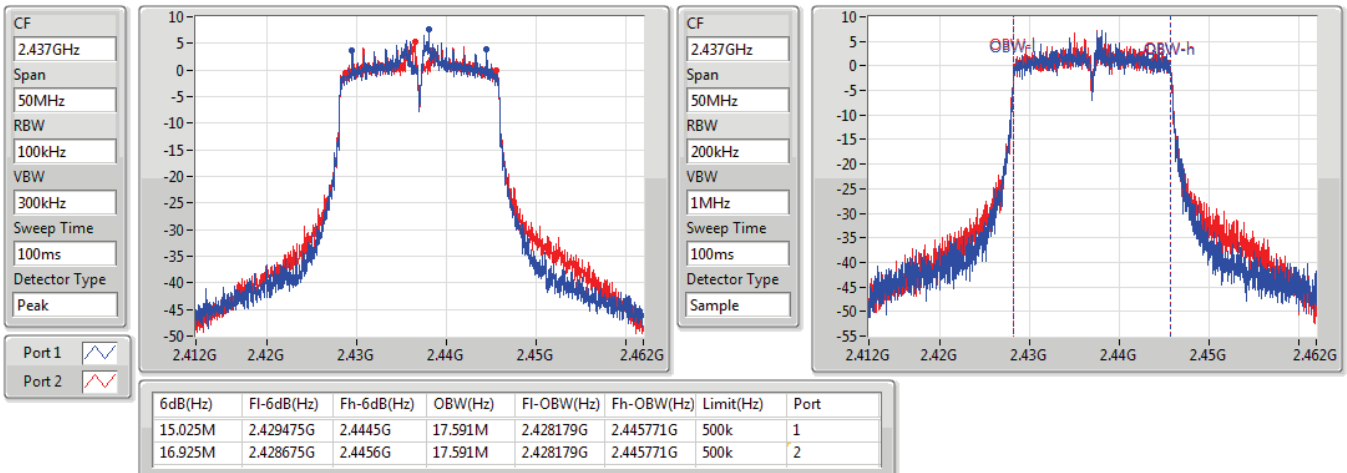 CF
2.437GHz
Span
50MHz
RBW
100kHz
VBW
300kHz
Sweep Time
100ms
Detector Type
Peak
Port 1
Port 2
10
5
0
-5
-10
-15
-20
-25
-30
-35
-40
-45
-50
2.412G 2.42G 2.43G 2.44G 2.45G 2.462G
CF
2.437GHz
Span
50MHz
RBW
200kHz
VBW
1MHz
Sweep Time
100ms
Detector Type
Sample
10
5
0
-5
-10
-15
-20
-25
-30
-35
-40
-45
-50
-55
OBW-l OBW-h
2.412G 2.42G 2.43G 2.44G 2.45G 2.462G
6dB(Hz) Fl-6dB(Hz) Fh-6dB(Hz) OBW(Hz) Fl-OBW(Hz) Fh-OBW(Hz) Limit(Hz) Port
15.025M 2.429475G 2.4445G 17.591M 2.428179G 2.445771G 500k 1
16.925M 2.428675G 2.4456G 17.591M 2.428179G 2.445771G 500k 2